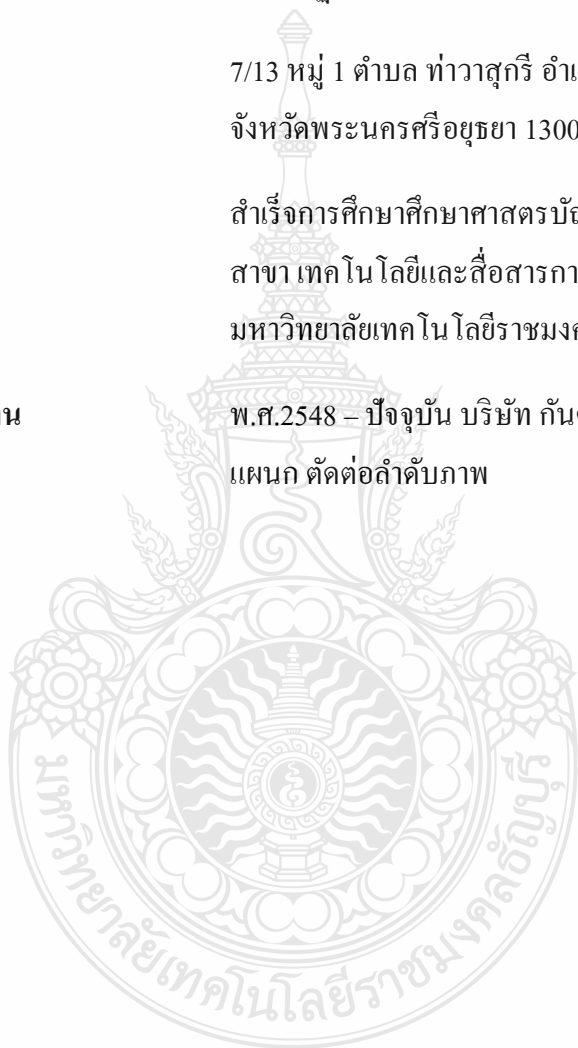 7/13 หมู่ 1 ตำบล ท่าวาสุกรี
จังหวัดพระนครศรีอยุธยา 1300
สำเร็จการศึกษาศึกษาศาสตรบัณ
สาขา เทคโนโลยีและสื่อสารกา
มหาวิทยาลัยเทคโนโลยีราชมงค
พ.ศ.2548 – ปัจจุบัน บริษัท กัน
แผนก ตัดต่อลำดับภาพ
มหาวิทยาลัยเทคโนโลยีราชมงคลธัญบุรี